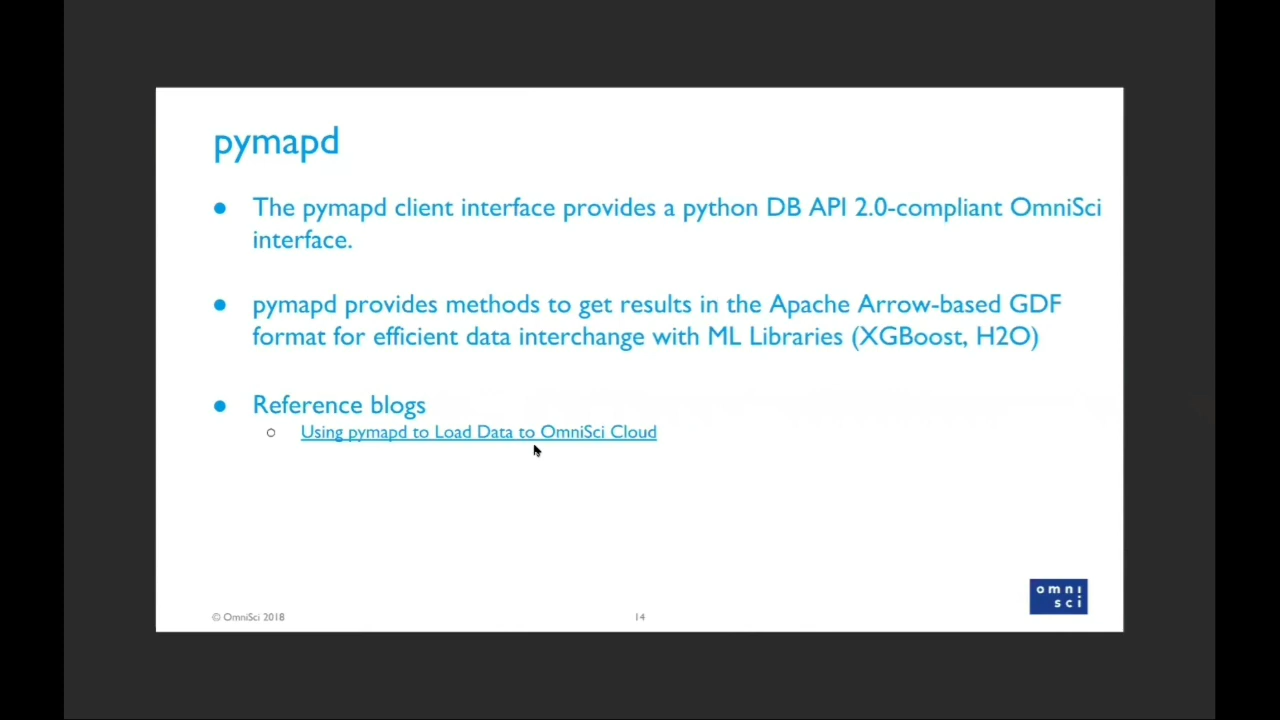 pymapd
● The pymapd client interface provides a python DB API 2.0-compliant OmniSci
interface.
● pymapd provides methods to get results in the Apache Arrow-based GDF
format for efficient data interchange with ML Libraries (XGBoost, H2O)
● Reference blogs
○ Using pymapd to Load Data to OmniSci Cloud
© OmniSci 2018
14
omni
sci